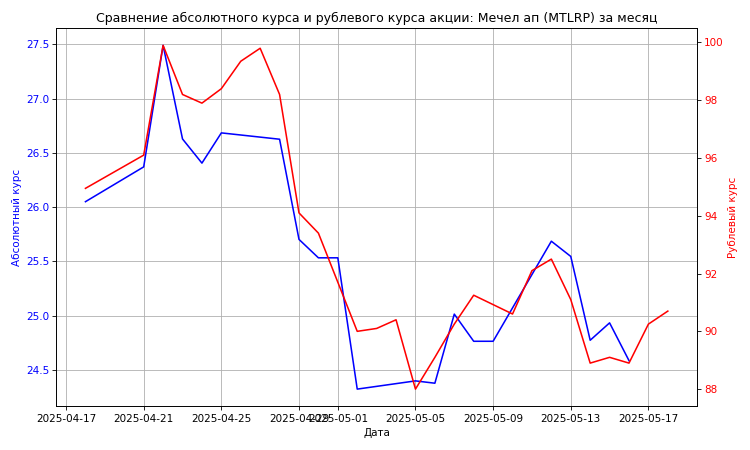 Сравнение абсолютного курса и рублевого курса акции: Мечел ап (MTLRP) за месяц
Абсолютный курс
27.5
27.0
26.5
26.0
25.5
25.0
24.5
Рублевый курс
100
98
96
94
92
90
88
2025-04-17 2025-04-21 2025-04-25 2025-04-29 2025-05-01 2025-05-05 2025-05-09 2025-05-13 2025-05-17
Дата